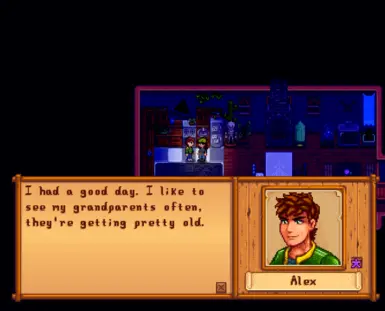 I had a good day. I like to
see my grandparents often,
they're getting pretty old.
Alex